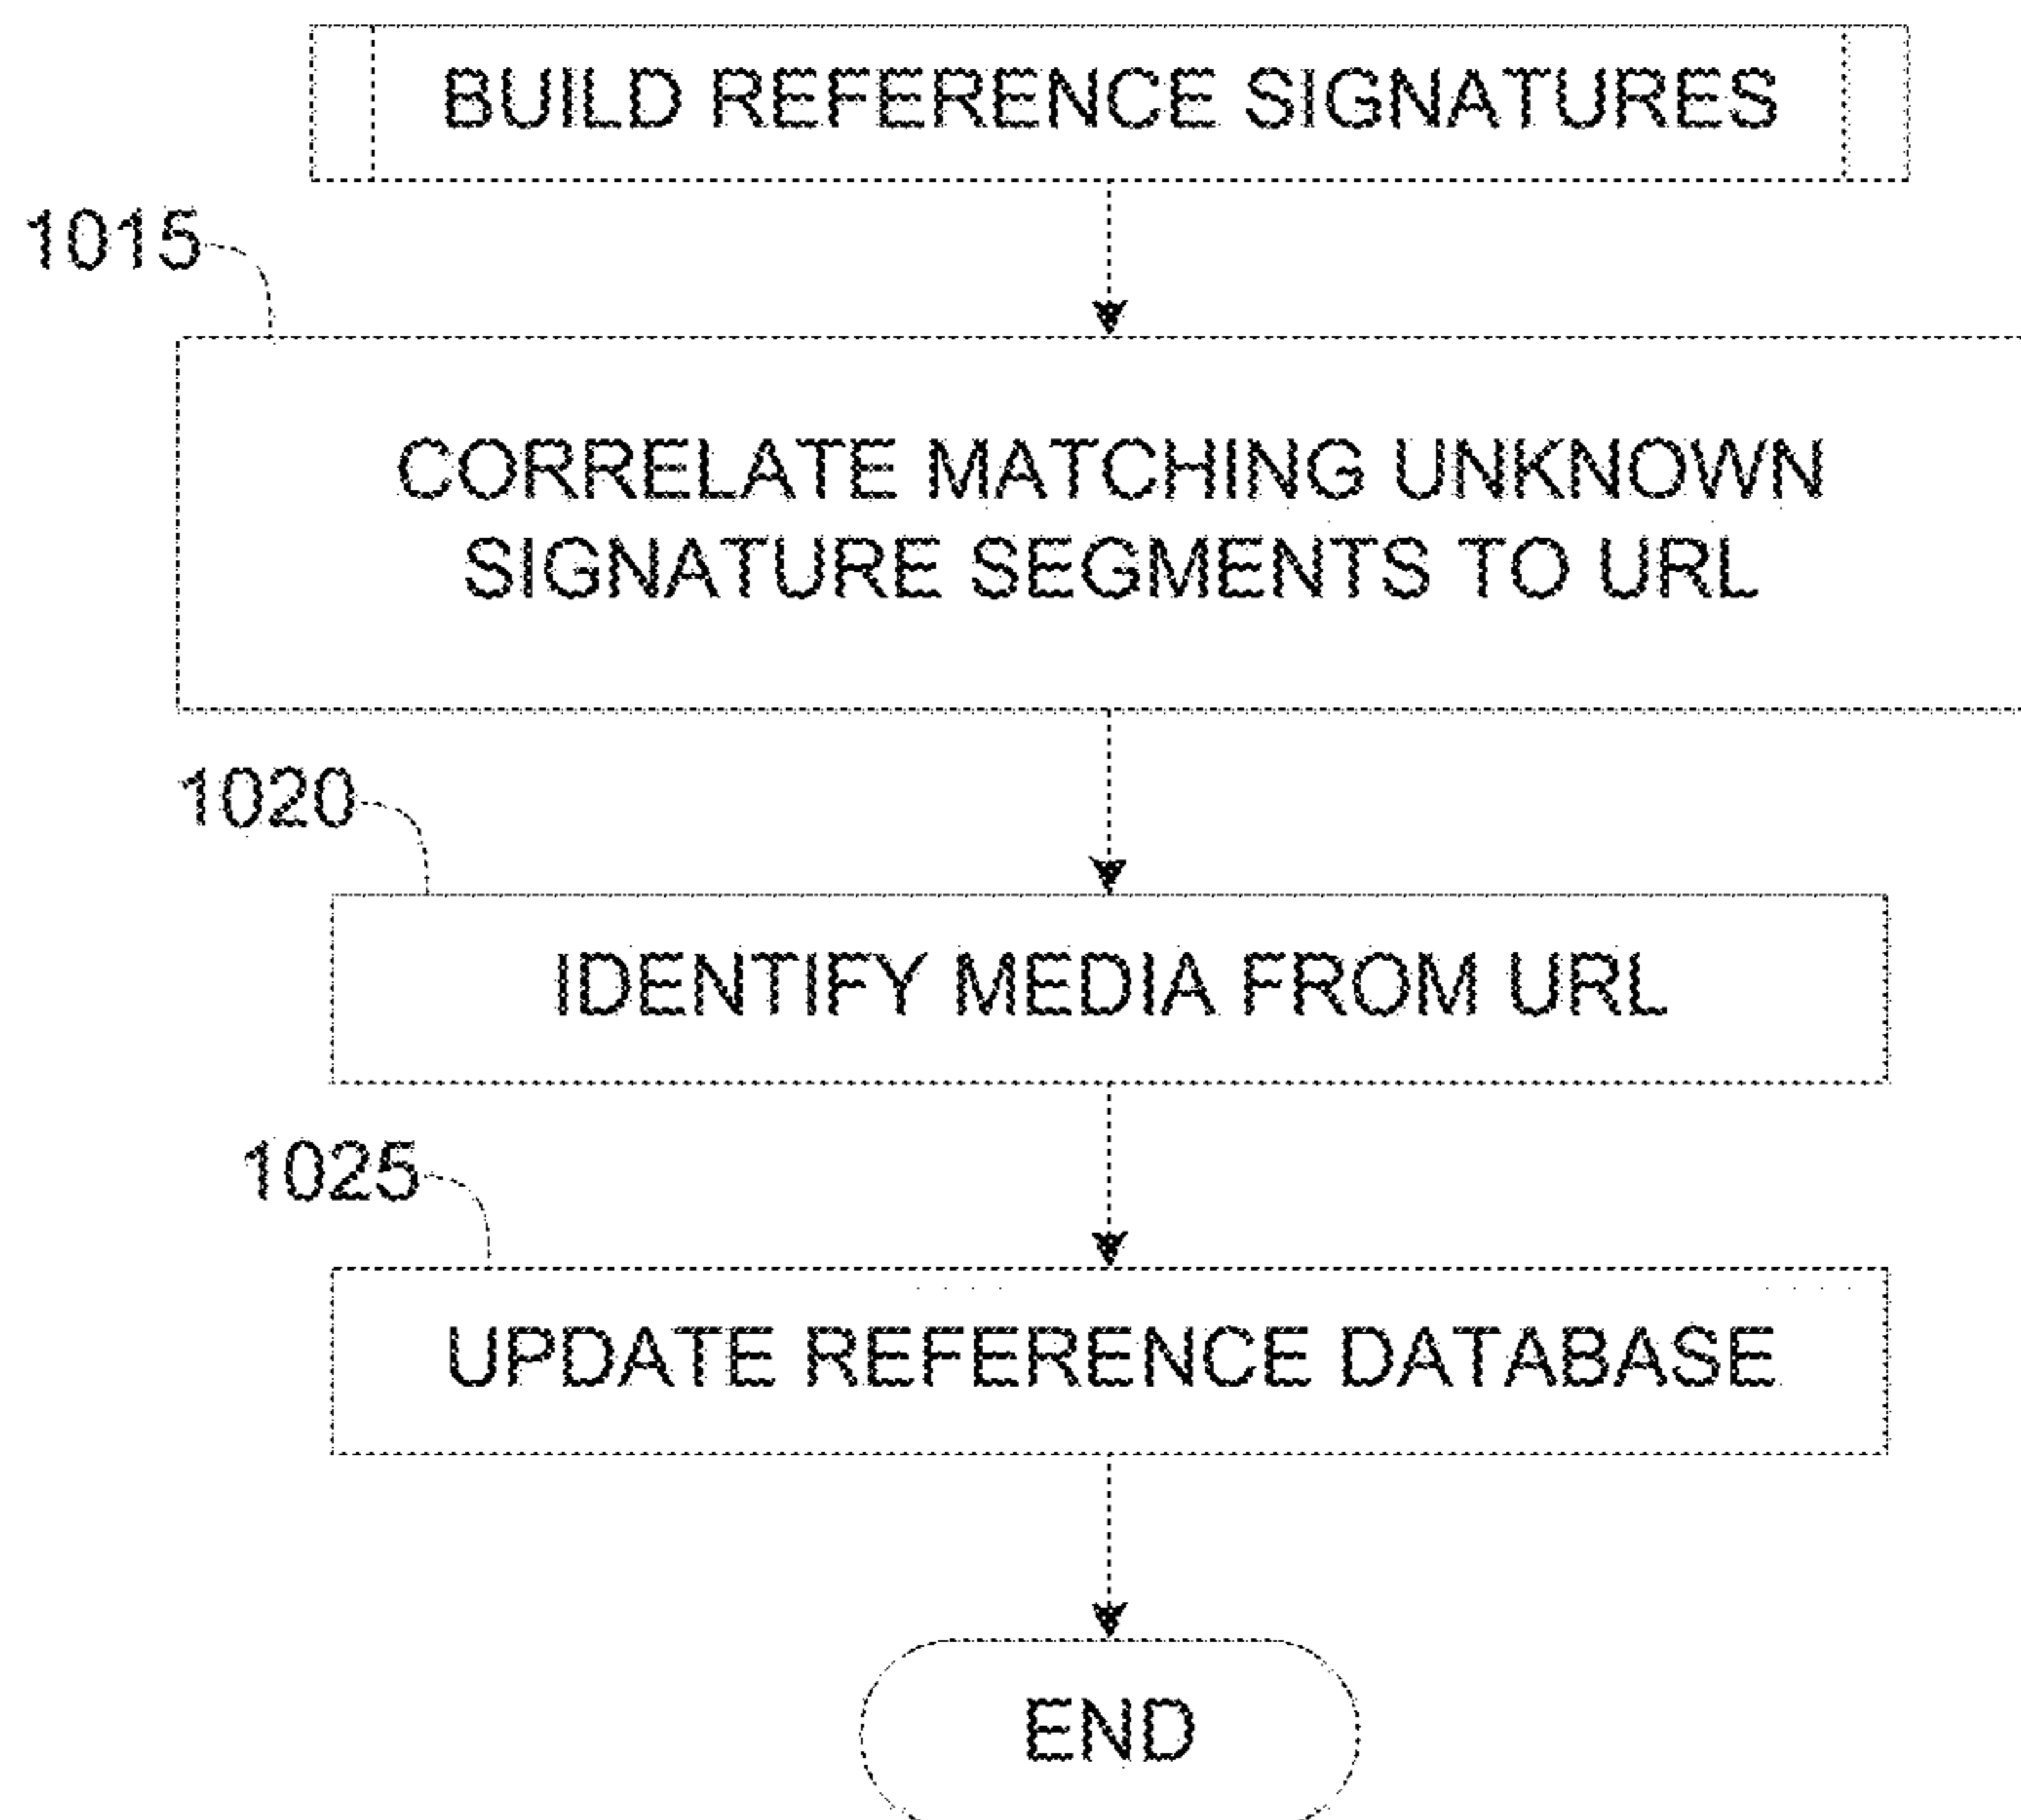 BUILD REFERENCE SIGNATURES
1015
CORRELATE MATCHING UNKNOWN
SIGNATURE SEGMENTS TO URL
1020
IDENTIFY MEDIA FROM URL
1025
UPDATE REFERENCE DATABASE
END